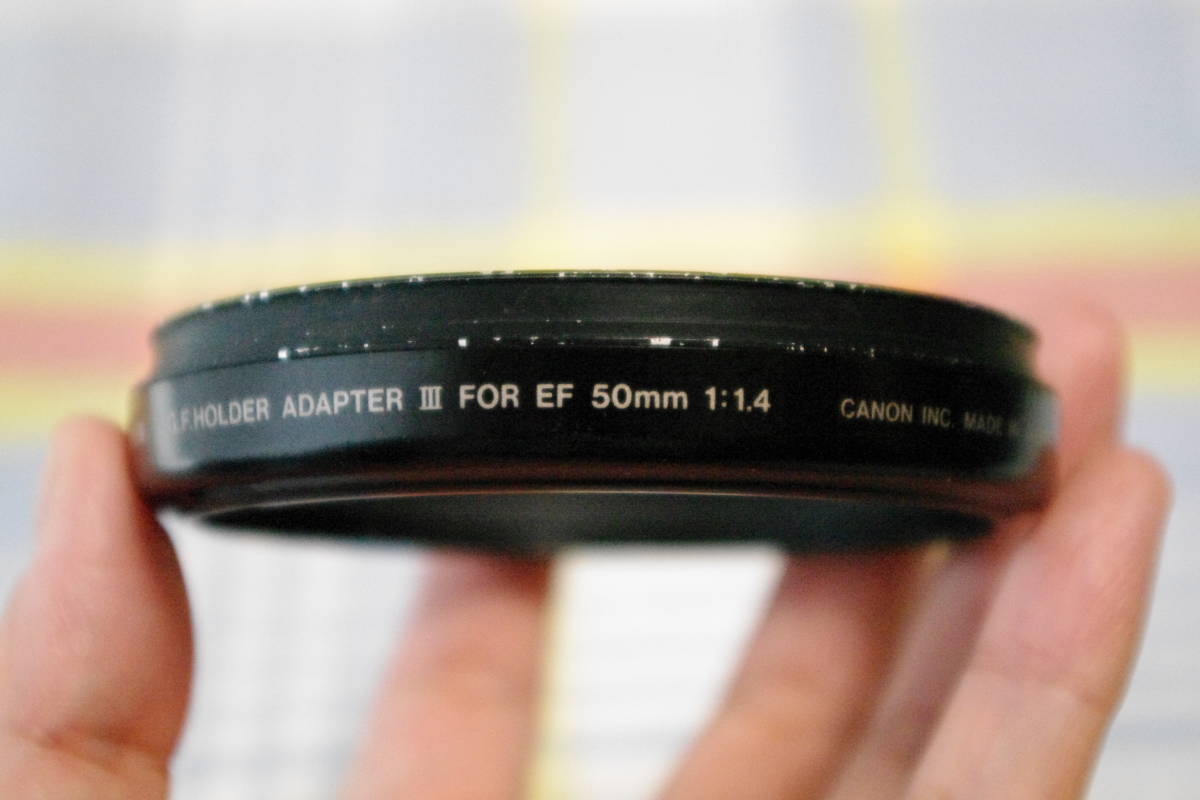 G.F.HOLDER ADAPTER III FOR EF 50mm 1:1.4 CANON INC. MADE